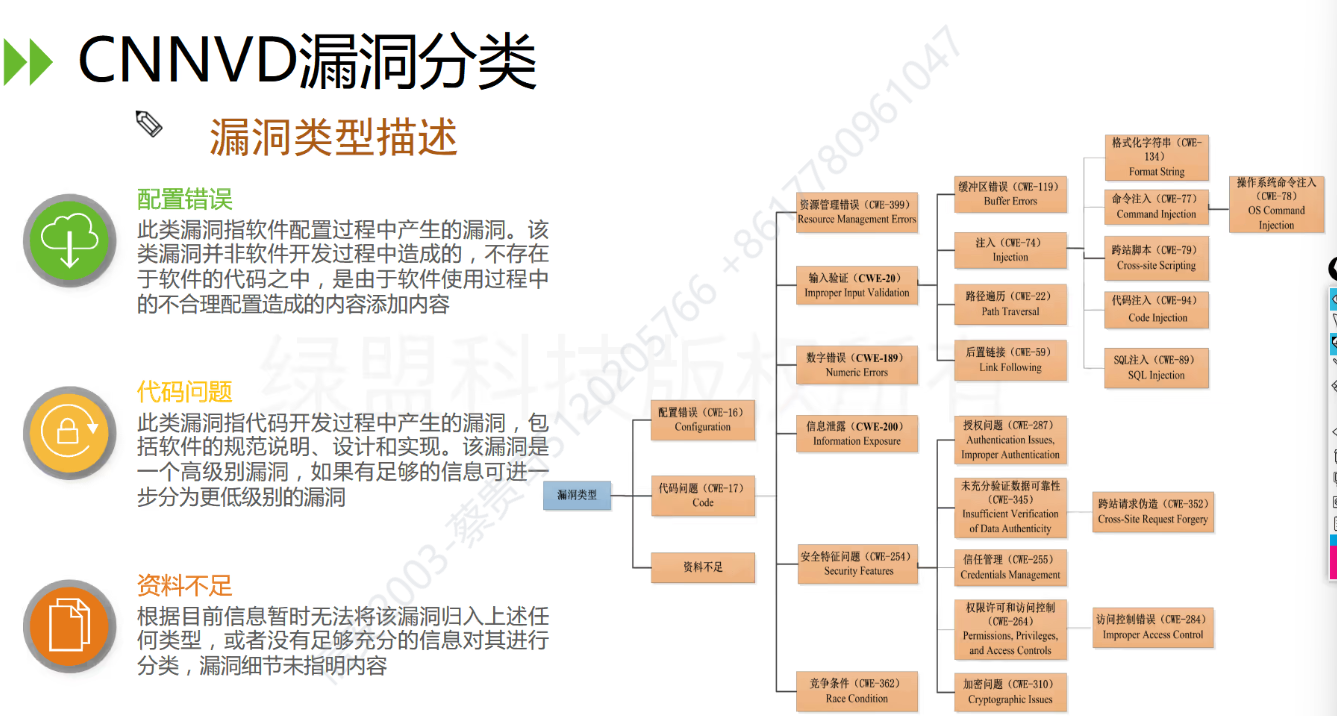 CNNVD漏洞分类
漏洞类型描述
配置错误
此类漏洞指软件配置过程中产生的漏洞。该
类漏洞并非软件开发过程中造成的，不存在
于软件的代码之中，是由于软件使用过程中
的不合理配置造成的内容添加内容
代码问题
此类漏洞指代码开发过程中产生的漏洞，包
括软件的规范说明、设计和实现。该漏洞是
一个高级别漏洞，如果有足够的信息可进一
步分为更低级别的漏洞
资料不足
根据目前信息暂时无法将该漏洞归入上述任
何类型，或者没有足够充分的信息对其进行
分类，漏洞细节未指明内容
漏洞类型
配置错误（CWE-16）
Configuration
代码问题（CWE-17）
Code
资料不足
资源管理错误（CWE-399）
Resource Management Errors
输入验证（CWE-20）
Improper Input Validation
数字错误（CWE-189）
Numeric Errors
信息泄露（CWE-200）
Information Exposure
安全特征问题（CWE-254）
Security Features
竞争条件（CWE-362）
Race Condition
缓冲区错误（CWE-119）
Buffer Errors
注入（CWE-74）
Injection
路径遍历（CWE-22）
Path Traversal
后置链接（CWE-59）
Link Following
授权问题（CWE-287）
Authentication Issues,
Improper Authentication
未充分验证数据可靠性
（CWE-345）
Insufficient Verification
of Data Authenticity
信任管理（CWE-255）
Credentials Management
权限许可和访问控制
（CWE-264）
Permissions, Privileges,
and Access Controls
加密问题（CWE-310）
Cryptographic Issues
格式化字符串（CWE-
134）
Format String
命令注入（CWE-77）
Command Injection
跨站脚本（CWE-79）
Cross-site Scripting
代码注入（CWE-94）
Code Injection
SQL注入（CWE-89）
SQL Injection
操作系统命令注入
（CWE-78）
OS Command
Injection
跨站请求伪造（CWE-352）
Cross-Site Request Forgery
访问控制错误（CWE-284）
Improper Access Control
绿盟科技版权所有